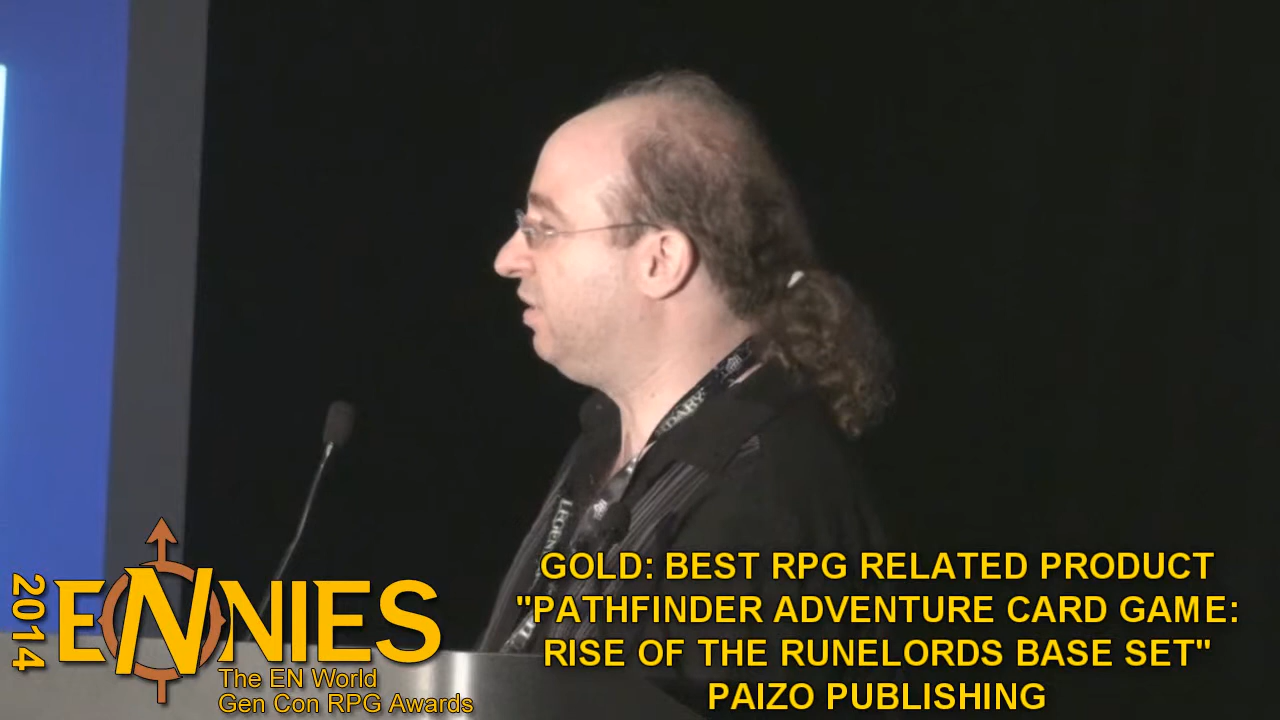 GOLD: BEST RPG RELATED PRODUCT
"PATHFINDER ADVENTURE CARD GAME:
RISE OF THE RUNELORDS BASE SET"
PAIZO PUBLISHING
2014
ENNIES
The EN World
Gen Con RPG Awards